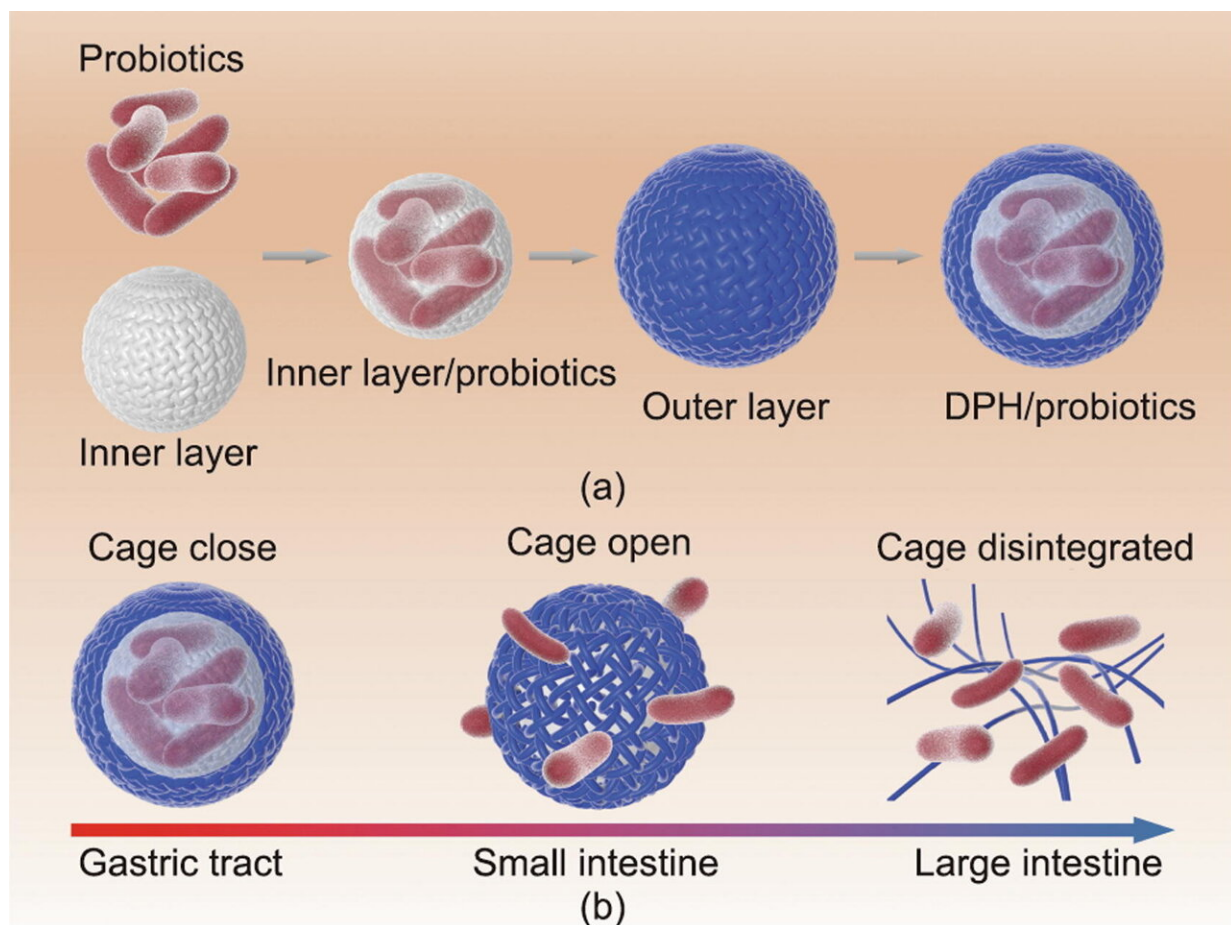 Probiotics
Inner layer
Inner layer/probiotics
Outer layer
DPH/probiotics
(a)
Cage close
Cage open
Cage disintegrated
Gastric tract
Small intestine
Large intestine
(b)